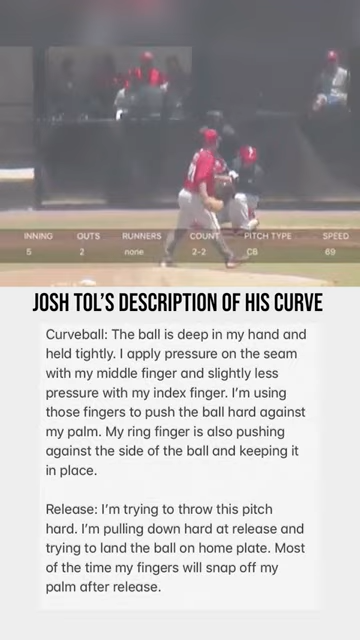 INNING OUTS RUNNERS COUNT PITCH TYPE SPEED
5 2 none 2-2 CB 69
JOSH TOL'S DESCRIPTION OF HIS CURVE
Curveball: The ball is deep in my hand and
held tightly. I apply pressure on the seam
with my middle finger and slightly less
pressure with my index finger. I'm using
those fingers to push the ball hard against
my palm. My ring finger is also pushing
against the side of the ball and keeping it
in place.
Release: I'm trying to throw this pitch
hard. I'm pulling down hard at release and
trying to land the ball on home plate. Most
of the time my fingers will snap off my
palm after release.